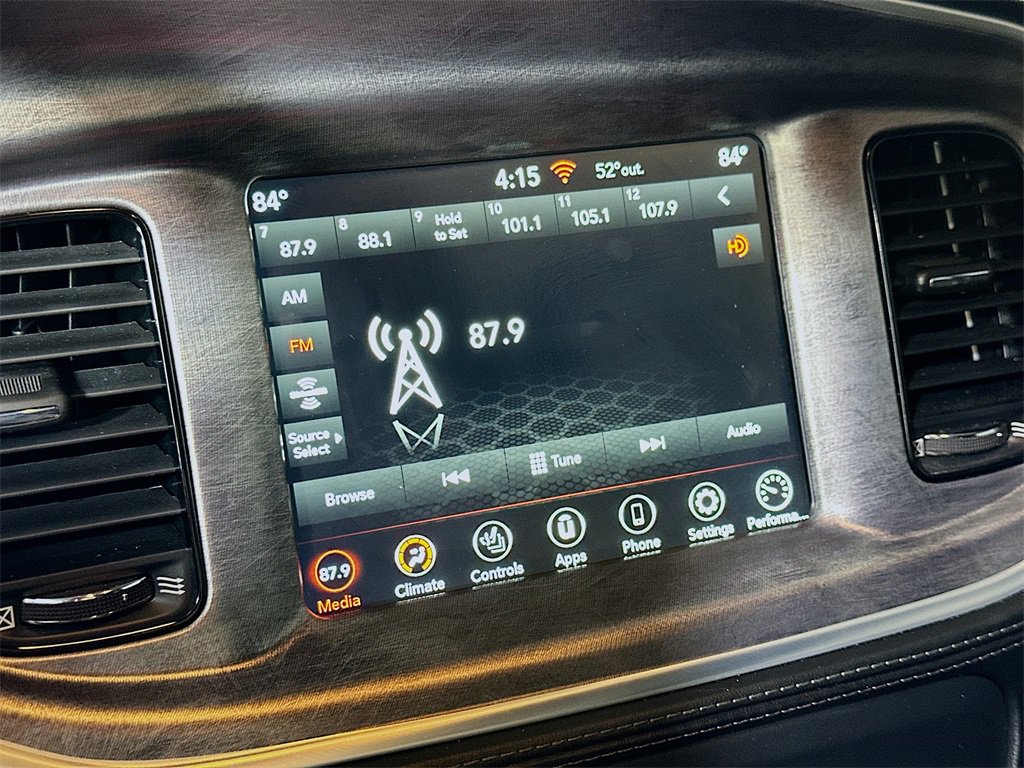 84° 4:15 52°out. 84°
7 87.9 8 88.1 9 Hold to Set 10 101.1 11 105.1 12 107.9
HD
AM
FM
87.9
Source
Select
Browse Tune Audio
87.9
Media Climate Controls Apps Phone Settings Performa...